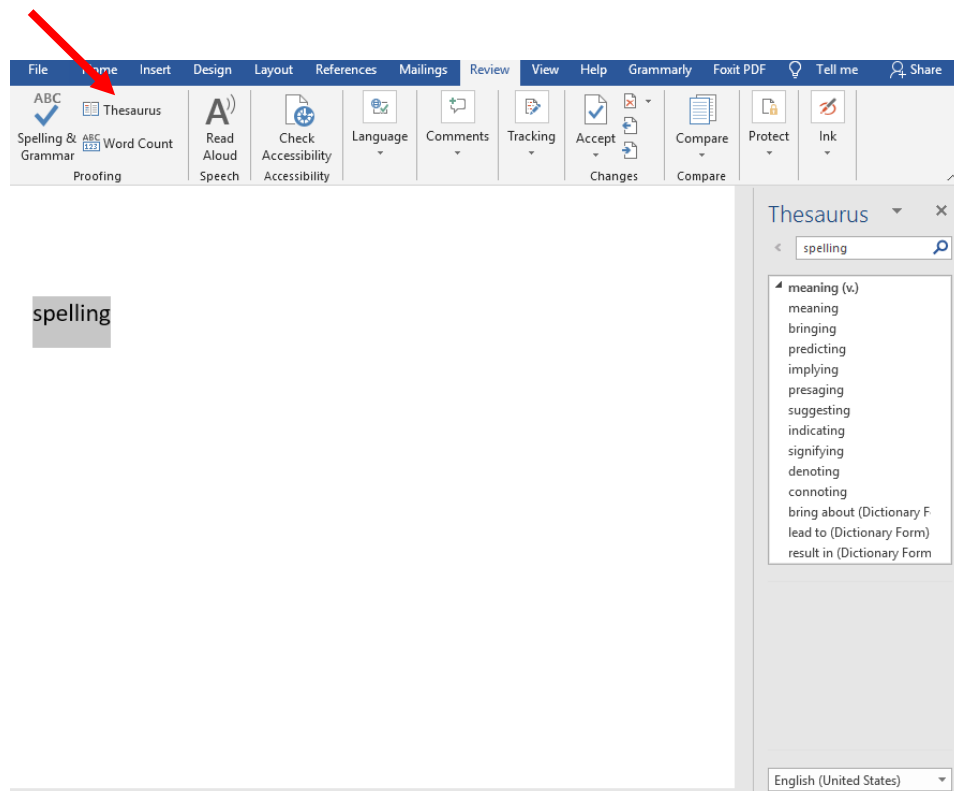 File Home Insert Design Layout References Mailings Review View Help Grammarly Foxit PDF Tell me Share
ABC
Spelling &
Grammar
Thesaurus
ABC
123
Word Count
Proofing
A
Read
Aloud
Speech
Check
Accessibility
Accessibility
Language
Comments
Tracking
Accept
Changes
Compare
Compare
Protect
Ink
spelling
Thesaurus
spelling
meaning (v.)
meaning
bringing
predicting
implying
presaging
suggesting
indicating
signifying
denoting
connoting
bring about (Dictionary F
lead to (Dictionary Form)
result in (Dictionary Form
English (United States)